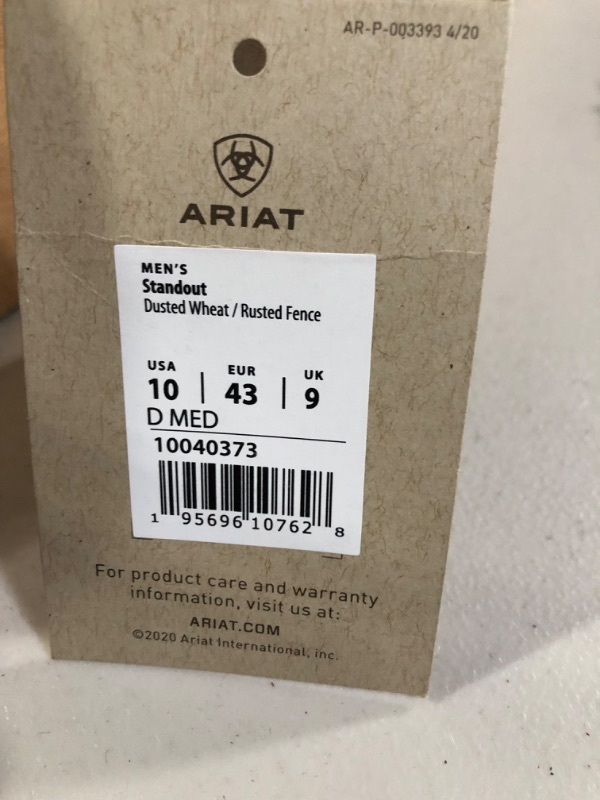 AR-P-003393 4/20
ARIAT
MEN'S
Standout
Dusted Wheat / Rusted Fence
USA EUR UK
10 | 43 | 9
D MED
10040373
1 95696 10762 8
For product care and warranty
information, visit us at:
ARIAT.COM
©2020 Ariat International, inc.